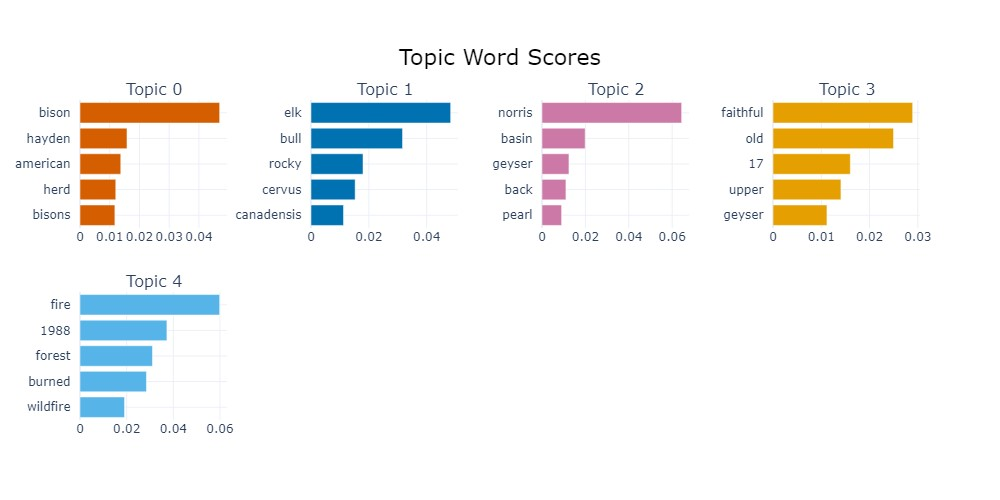 Topic Word Scores
Topic 0
bison
hayden
american
herd
bisons
0 0.01 0.02 0.03 0.04
Topic 1
elk
bull
rocky
cervus
canadensis
0 0.02 0.04
Topic 2
norris
basin
geyser
back
pearl
0 0.02 0.04 0.06
Topic 3
faithful
old
17
upper
geyser
0 0.01 0.02 0.03
Topic 4
fire
1988
forest
burned
wildfire
0 0.02 0.04 0.06